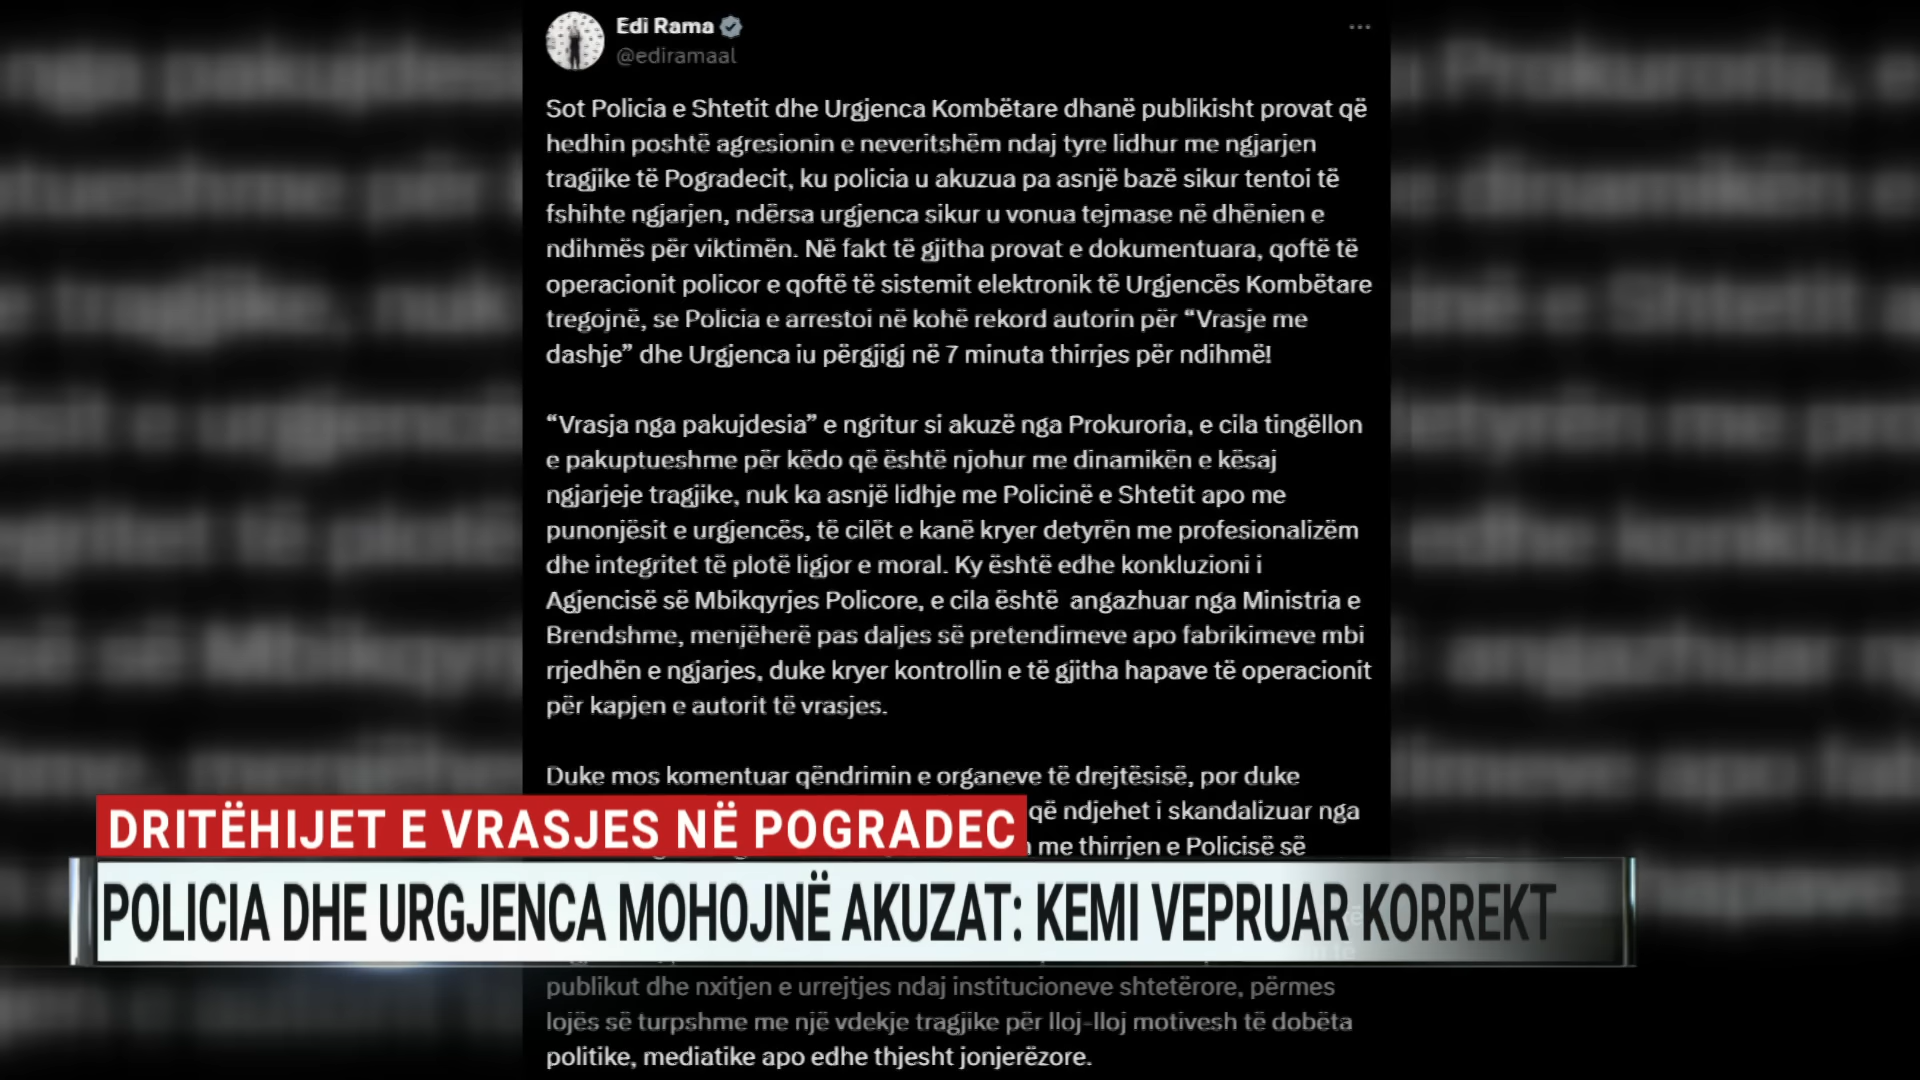 Edi Rama
@ediramaal
Sot Policia e Shtetit dhe Urgjenca Kombëtare dhanë publikisht provat që
hedhin poshtë agresionin e neveritshëm ndaj tyre lidhur me ngjarjen
tragjike të Pogradecit, ku policia u akuzua pa asnjë bazë sikur tentoi të
fshihte ngjarjen, ndërsa urgjenca sikur u vonua tejmase në dhënien e
ndihmës për viktimën. Në fakt të gjitha provat e dokumentuara, qoftë të
operacionit policor e qoftë të sistemit elektronik të Urgjencës Kombëtare
tregojnë, se Policia e arrestoi në kohë rekord autorin për “Vrasje me
dashje” dhe Urgjenca iu përgjigj në 7 minuta thirrjes për ndihmë!
“Vrasja nga pakujdesia” e ngritur si akuzë nga Prokuroria, e cila tingëllon
e pakuptueshme për këdo që është njohur me dinamikën e kësaj
ngjarjeje tragjike, nuk ka asnjë lidhje me Policinë e Shtetit apo me
punonjësit e urgjencës, të cilët e kanë kryer detyrën me profesionalizëm
dhe integritet të plotë ligjor e moral. Ky është edhe konkluzioni i
Agjencisë së Mbikqyrjes Policore, e cila është angazhuar nga Ministria e
Brendshme, menjëherë pas daljes së pretendimeve apo fabrikimeve mbi
rrjedhën e ngjarjes, duke kryer kontrollin e të gjitha hapave të operacionit
për kapjen e autorit të vrasjes.
Duke mos komentuar qëndrimin e organeve të drejtësisë, por duke
që ndjehet i skandalizuar nga
me thirrjen e Policisë së
DRITËHIJET E VRASJES NË POGRADEC
POLICIA DHE URGJENCA MOHOJNË AKUZAT: KEMI VEPRUAR KORREKT
publikut dhe nxitjen e urrejtjes ndaj institucioneve shtetërore, përmes
lojës së turpshme me një vdekje tragjike për lloj-lloj motivesh të dobëta
politike, mediatike apo edhe thjesht jonjerëzore.